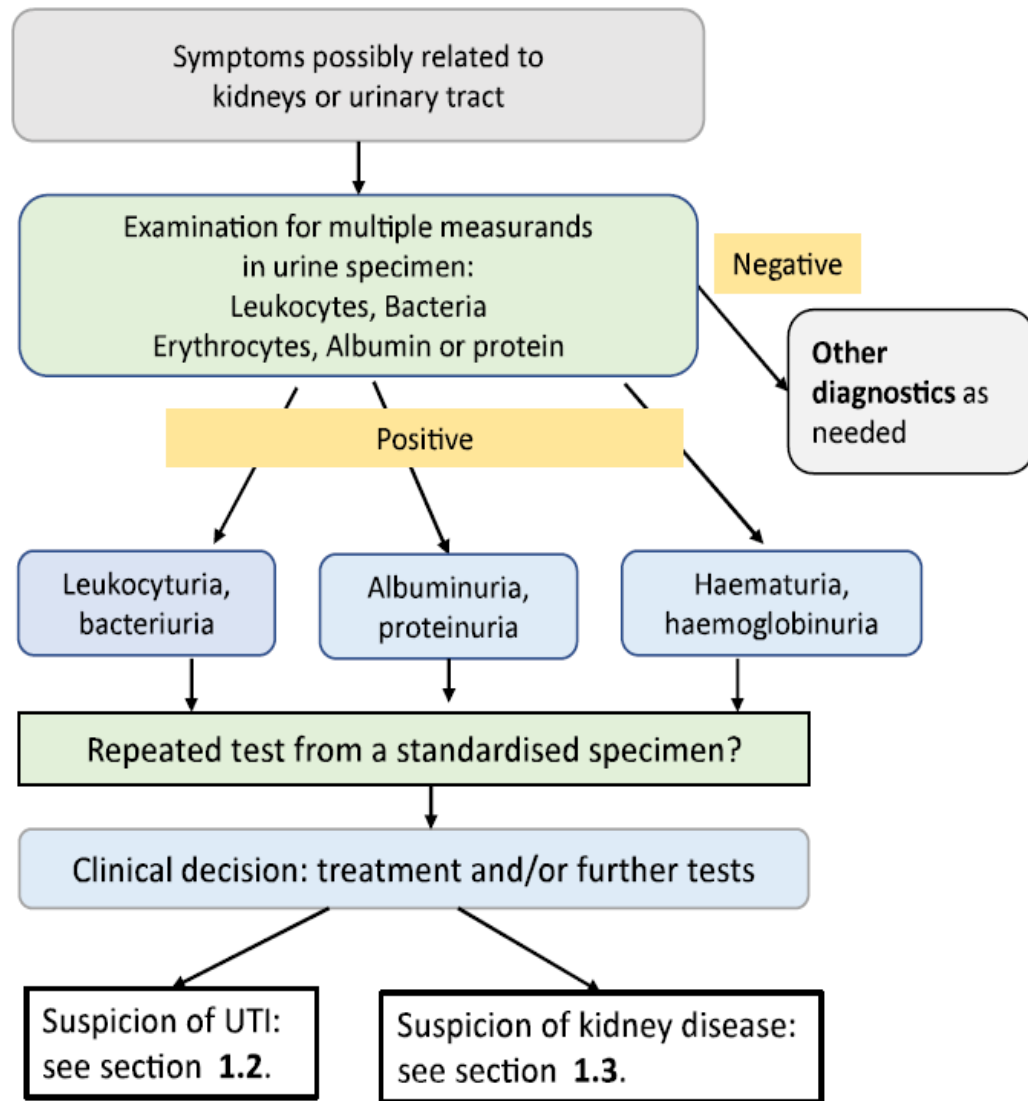 Symptoms possibly related to
kidneys or urinary tract
Examination for multiple measurands
in urine specimen:
Leukocytes, Bacteria
Erythrocytes, Albumin or protein
Negative
Other
diagnostics as
needed
Positive
Leukocyturia,
bacteriuria
Albuminuria,
proteinuria
Haematuria,
haemoglobinuria
Repeated test from a standardised specimen?
Clinical decision: treatment and/or further tests
Suspicion of UTI:
see section 1.2.
Suspicion of kidney disease:
see section 1.3.